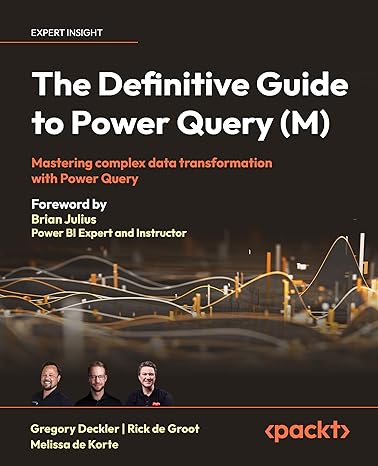 EXPERT INSIGHT
The Definitive Guide
to Power Query (M)
Mastering complex data transformation
with Power Query
Foreword by
Brian Julius
Power BI Expert and Instructor
Gregory Deckler | Rick de Groot
Melissa de Korte
<packt>